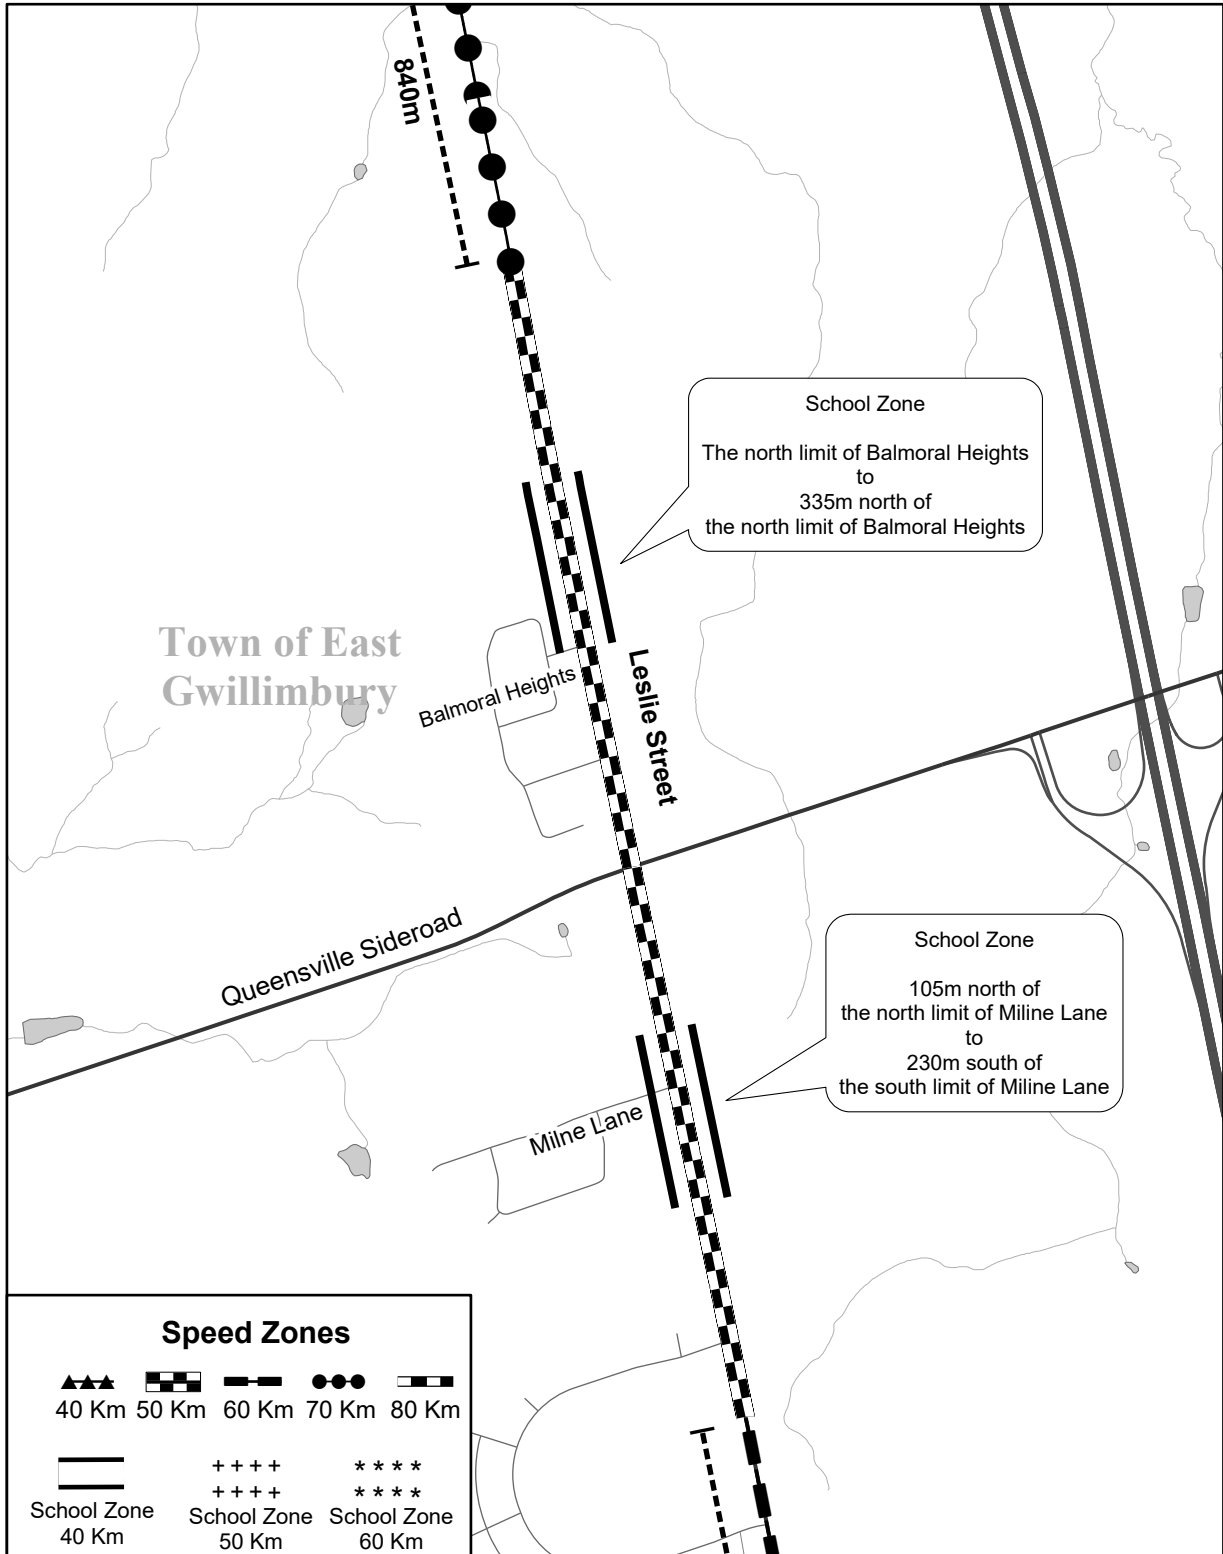 840m
School Zone
The north limit of Balmoral Heights
to
335m north of
the north limit of Balmoral Heights
Town of East
Gwillimbury
Balmoral Heights
Leslie Street
Queensville Sideroad
School Zone
105m north of
the north limit of Miline Lane
to
230m south of
the south limit of Miline Lane
Milne Lane
Speed Zones
40 Km 50 Km 60 Km 70 Km 80 Km
School Zone
40 Km
School Zone
50 Km
School Zone
60 Km